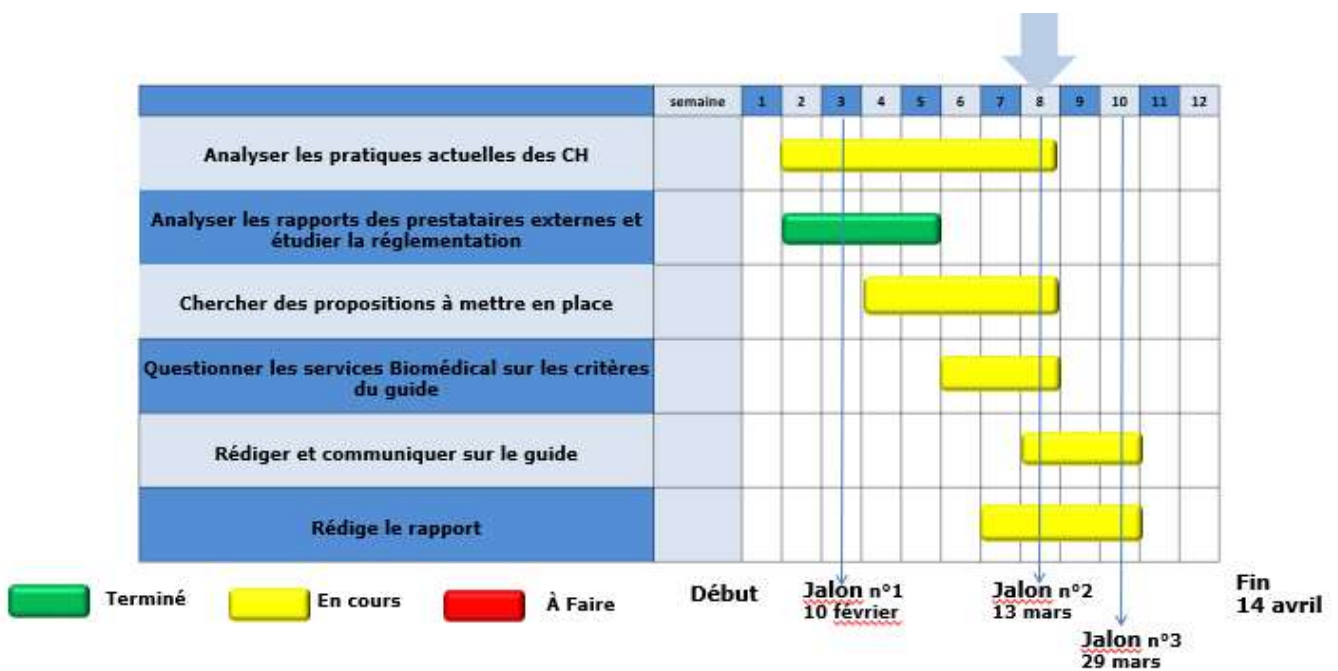 semaine 1 2 3 4 5 6 7 8 9 10 11 12
Analyser les pratiques actuelles des CH
Analyser les rapports des prestataires externes et
étudier la réglementation
Chercher des propositions à mettre en place
Questionner les services Biomédical sur les critères
du guide
Rédiger et communiquer sur le guide
Rédige le rapport
Terminé
En cours
À Faire
Début
Jalon n°1
10 février
Jalon n°2
13 mars
Jalon n°3
29 mars
Fin
14 avril